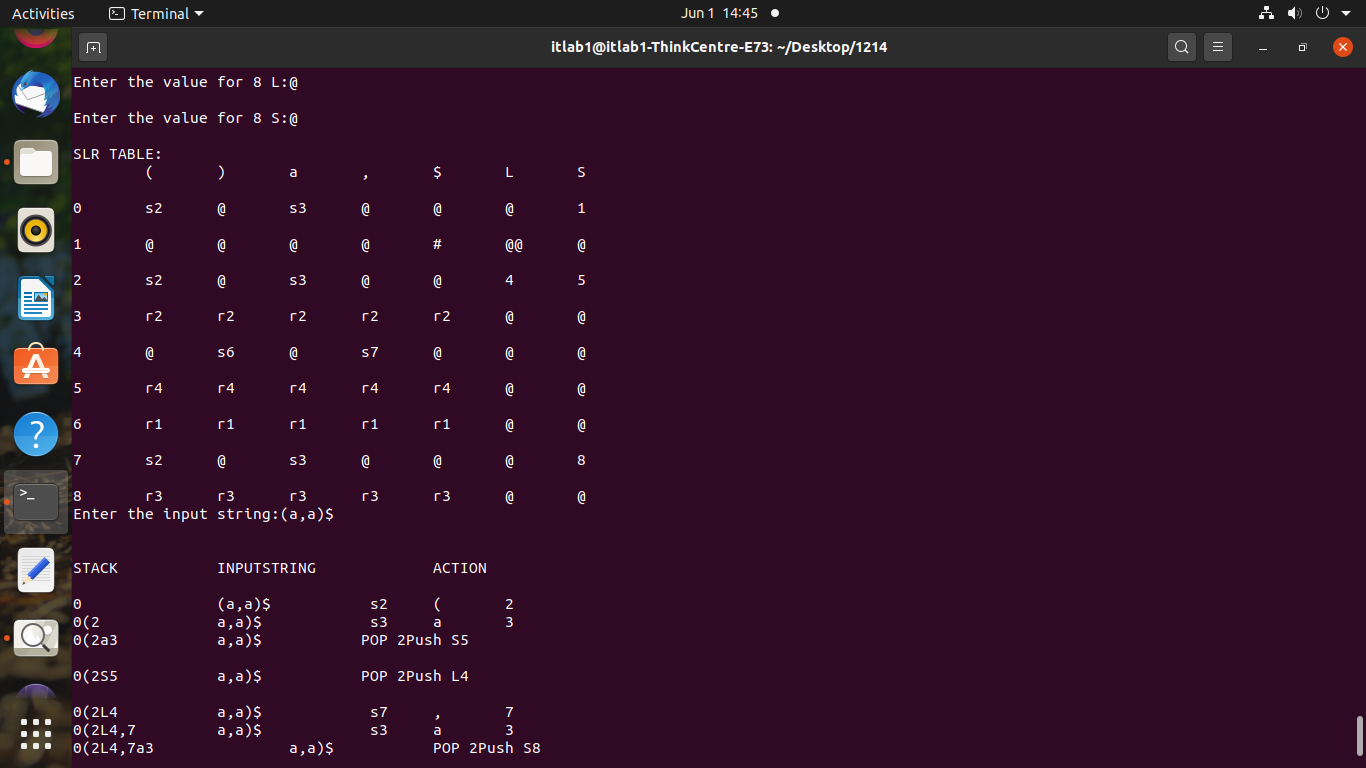 Activities Terminal Jun 1 14:45
itlab1@itlab1-ThinkCentre-E73: ~/Desktop/1214
Enter the value for 8 L:@
Enter the value for 8 S:@
SLR TABLE:
( ) a , $ L S
0 s2 @ s3 @ @ @ 1
1 @ @ @ @ # @@ @
2 s2 @ s3 @ @ 4 5
3 r2 r2 r2 r2 r2 @ @
4 @ s6 @ s7 @ @ @
5 r4 r4 r4 r4 r4 @ @
6 r1 r1 r1 r1 r1 @ @
7 s2 @ s3 @ @ @ 8
8 r3 r3 r3 r3 r3 @ @
Enter the input string:(a,a)$
STACK INPUTSTRING ACTION
0 (a,a)$ s2 ( 2
0(2 a,a)$ s3 a 3
0(2a3 a,a)$ POP 2Push S5
0(2S5 a,a)$ POP 2Push L4
0(2L4 a,a)$ s7 , 7
0(2L4,7 a,a)$ s3 a 3
0(2L4,7a3 a,a)$ POP 2Push S8